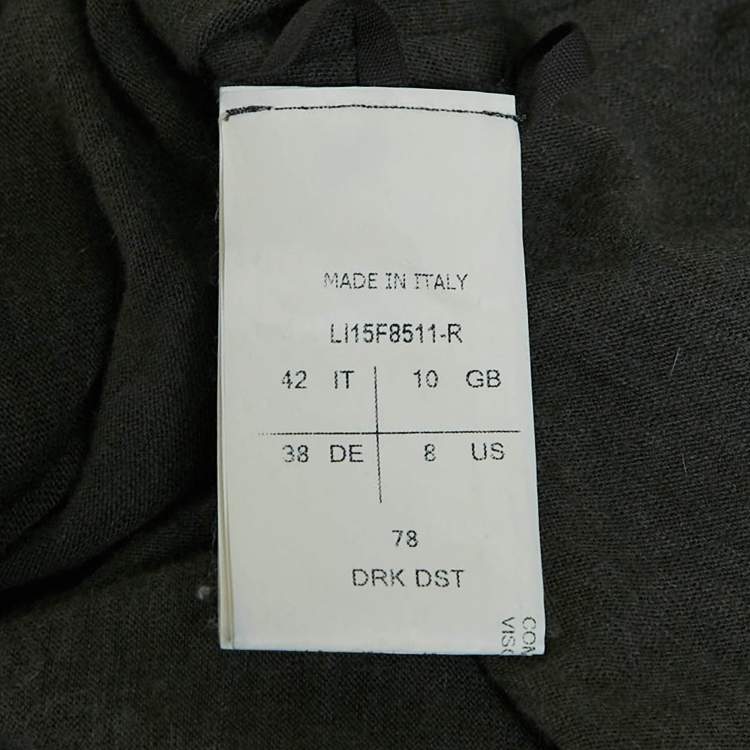 MADE IN ITALY
LI15F8511-R
42 IT 10 GB
38 DE 8 US
78
DRK DST